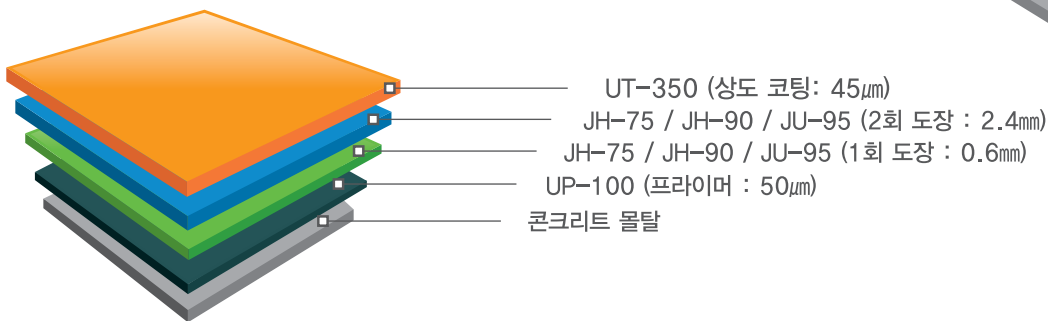 UT-350 (상도 코팅: 45㎛)
JH-75 / JH-90 / JU-95 (2회 도장 : 2.4㎜)
JH-75 / JH-90 / JU-95 (1회 도장 : 0.6㎜)
UP-100 (프라이머 : 50㎛)
콘크리트 몰탈